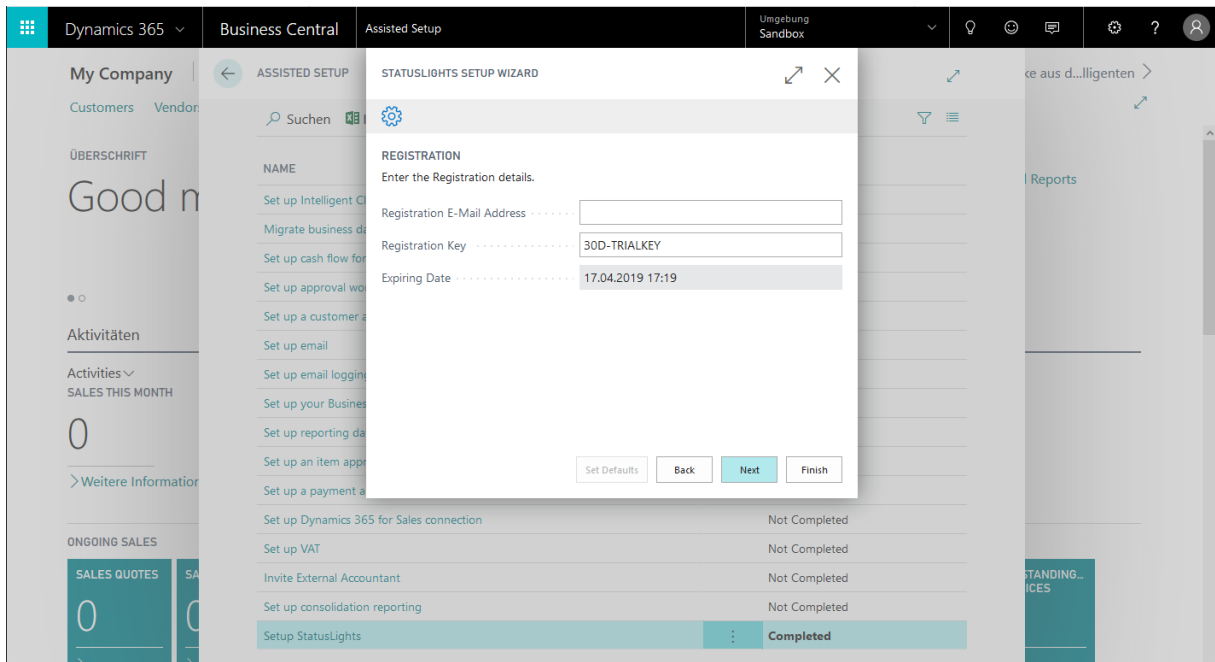 Dynamics 365
Business Central
Assisted Setup
Umgebung
Sandbox
?
My Company
ASSISTED SETUP
STATUSLIGHTS SETUP WIZARD
ke aus d...lligenten
Customers Vendor
Suchen
ÜBERSCHRIFT
Good m
NAME
REGISTRATION
Enter the Registration details.
Reports
Set up Intelligent Cl
Registration E-Mail Address
Migrate business da
Registration Key 30D-TRIALKEY
Set up cash flow for
Expiring Date 17.04.2019 17:19
Set up approval wo
Set up a customer a
Aktivitäten
Set up email
Activities
Set up email logging
SALES THIS MONTH
Set up your Busines
0
Set up reporting da
Set up an item appr
Set Defaults Back Next Finish
Weitere Information
Set up a payment a
Set up Dynamics 365 for Sales connection Not Completed
ONGOING SALES
Set up VAT Not Completed
SALES QUOTES SA
Invite External Accountant Not Completed
STANDING...
ICES
0 0
Set up consolidation reporting Not Completed
Setup StatusLights Completed